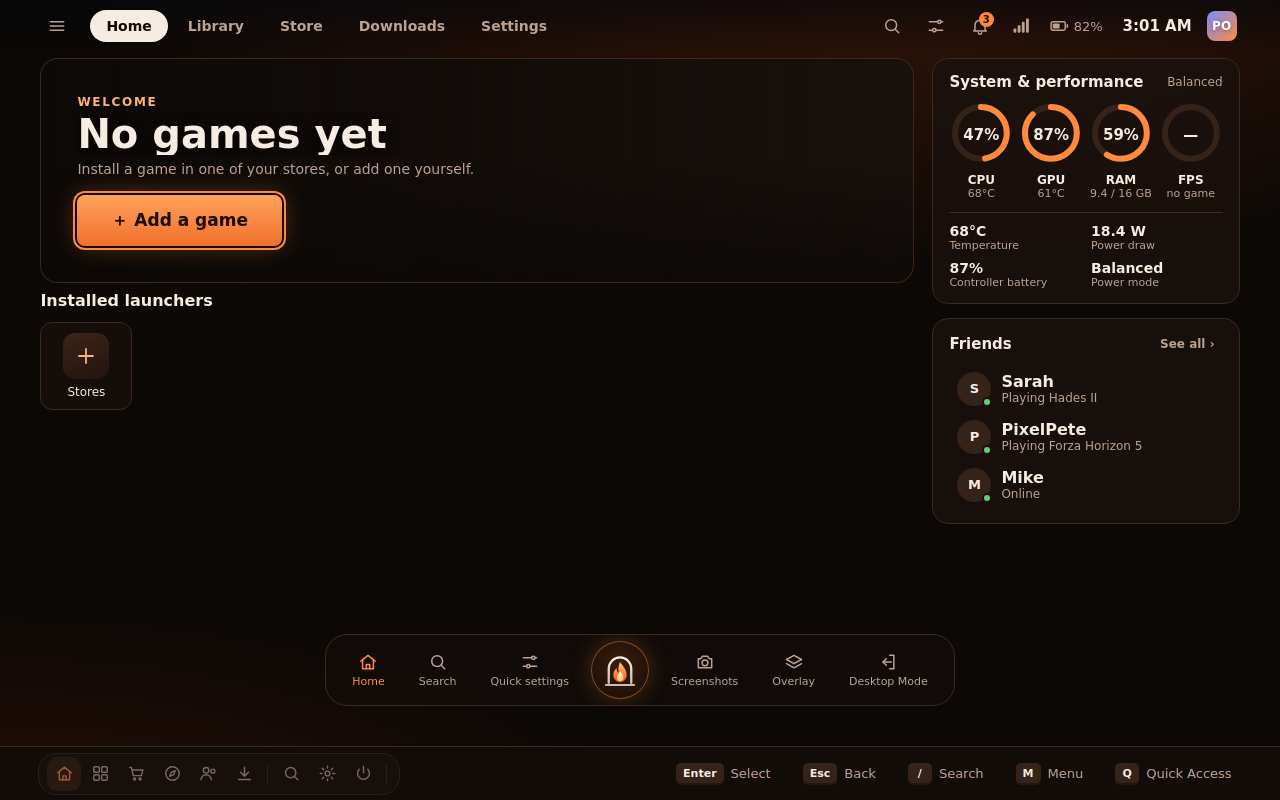 Home
Library
Store
Downloads
Settings
3
82%
3:01 AM
PO
WELCOME
No games yet
Install a game in one of your stores, or add one yourself.
+ Add a game
Installed launchers
Stores
System & performance
Balanced
47%
87%
59%
—
CPU
GPU
RAM
FPS
68°C
61°C
9.4 / 16 GB
no game
68°C
Temperature
18.4 W
Power draw
87%
Controller battery
Balanced
Power mode
Friends
See all ›
S
Sarah
Playing Hades II
P
PixelPete
Playing Forza Horizon 5
M
Mike
Online
Home
Search
Quick settings
Screenshots
Overlay
Desktop Mode
Enter Select
Esc Back
/ Search
M Menu
Q Quick Access